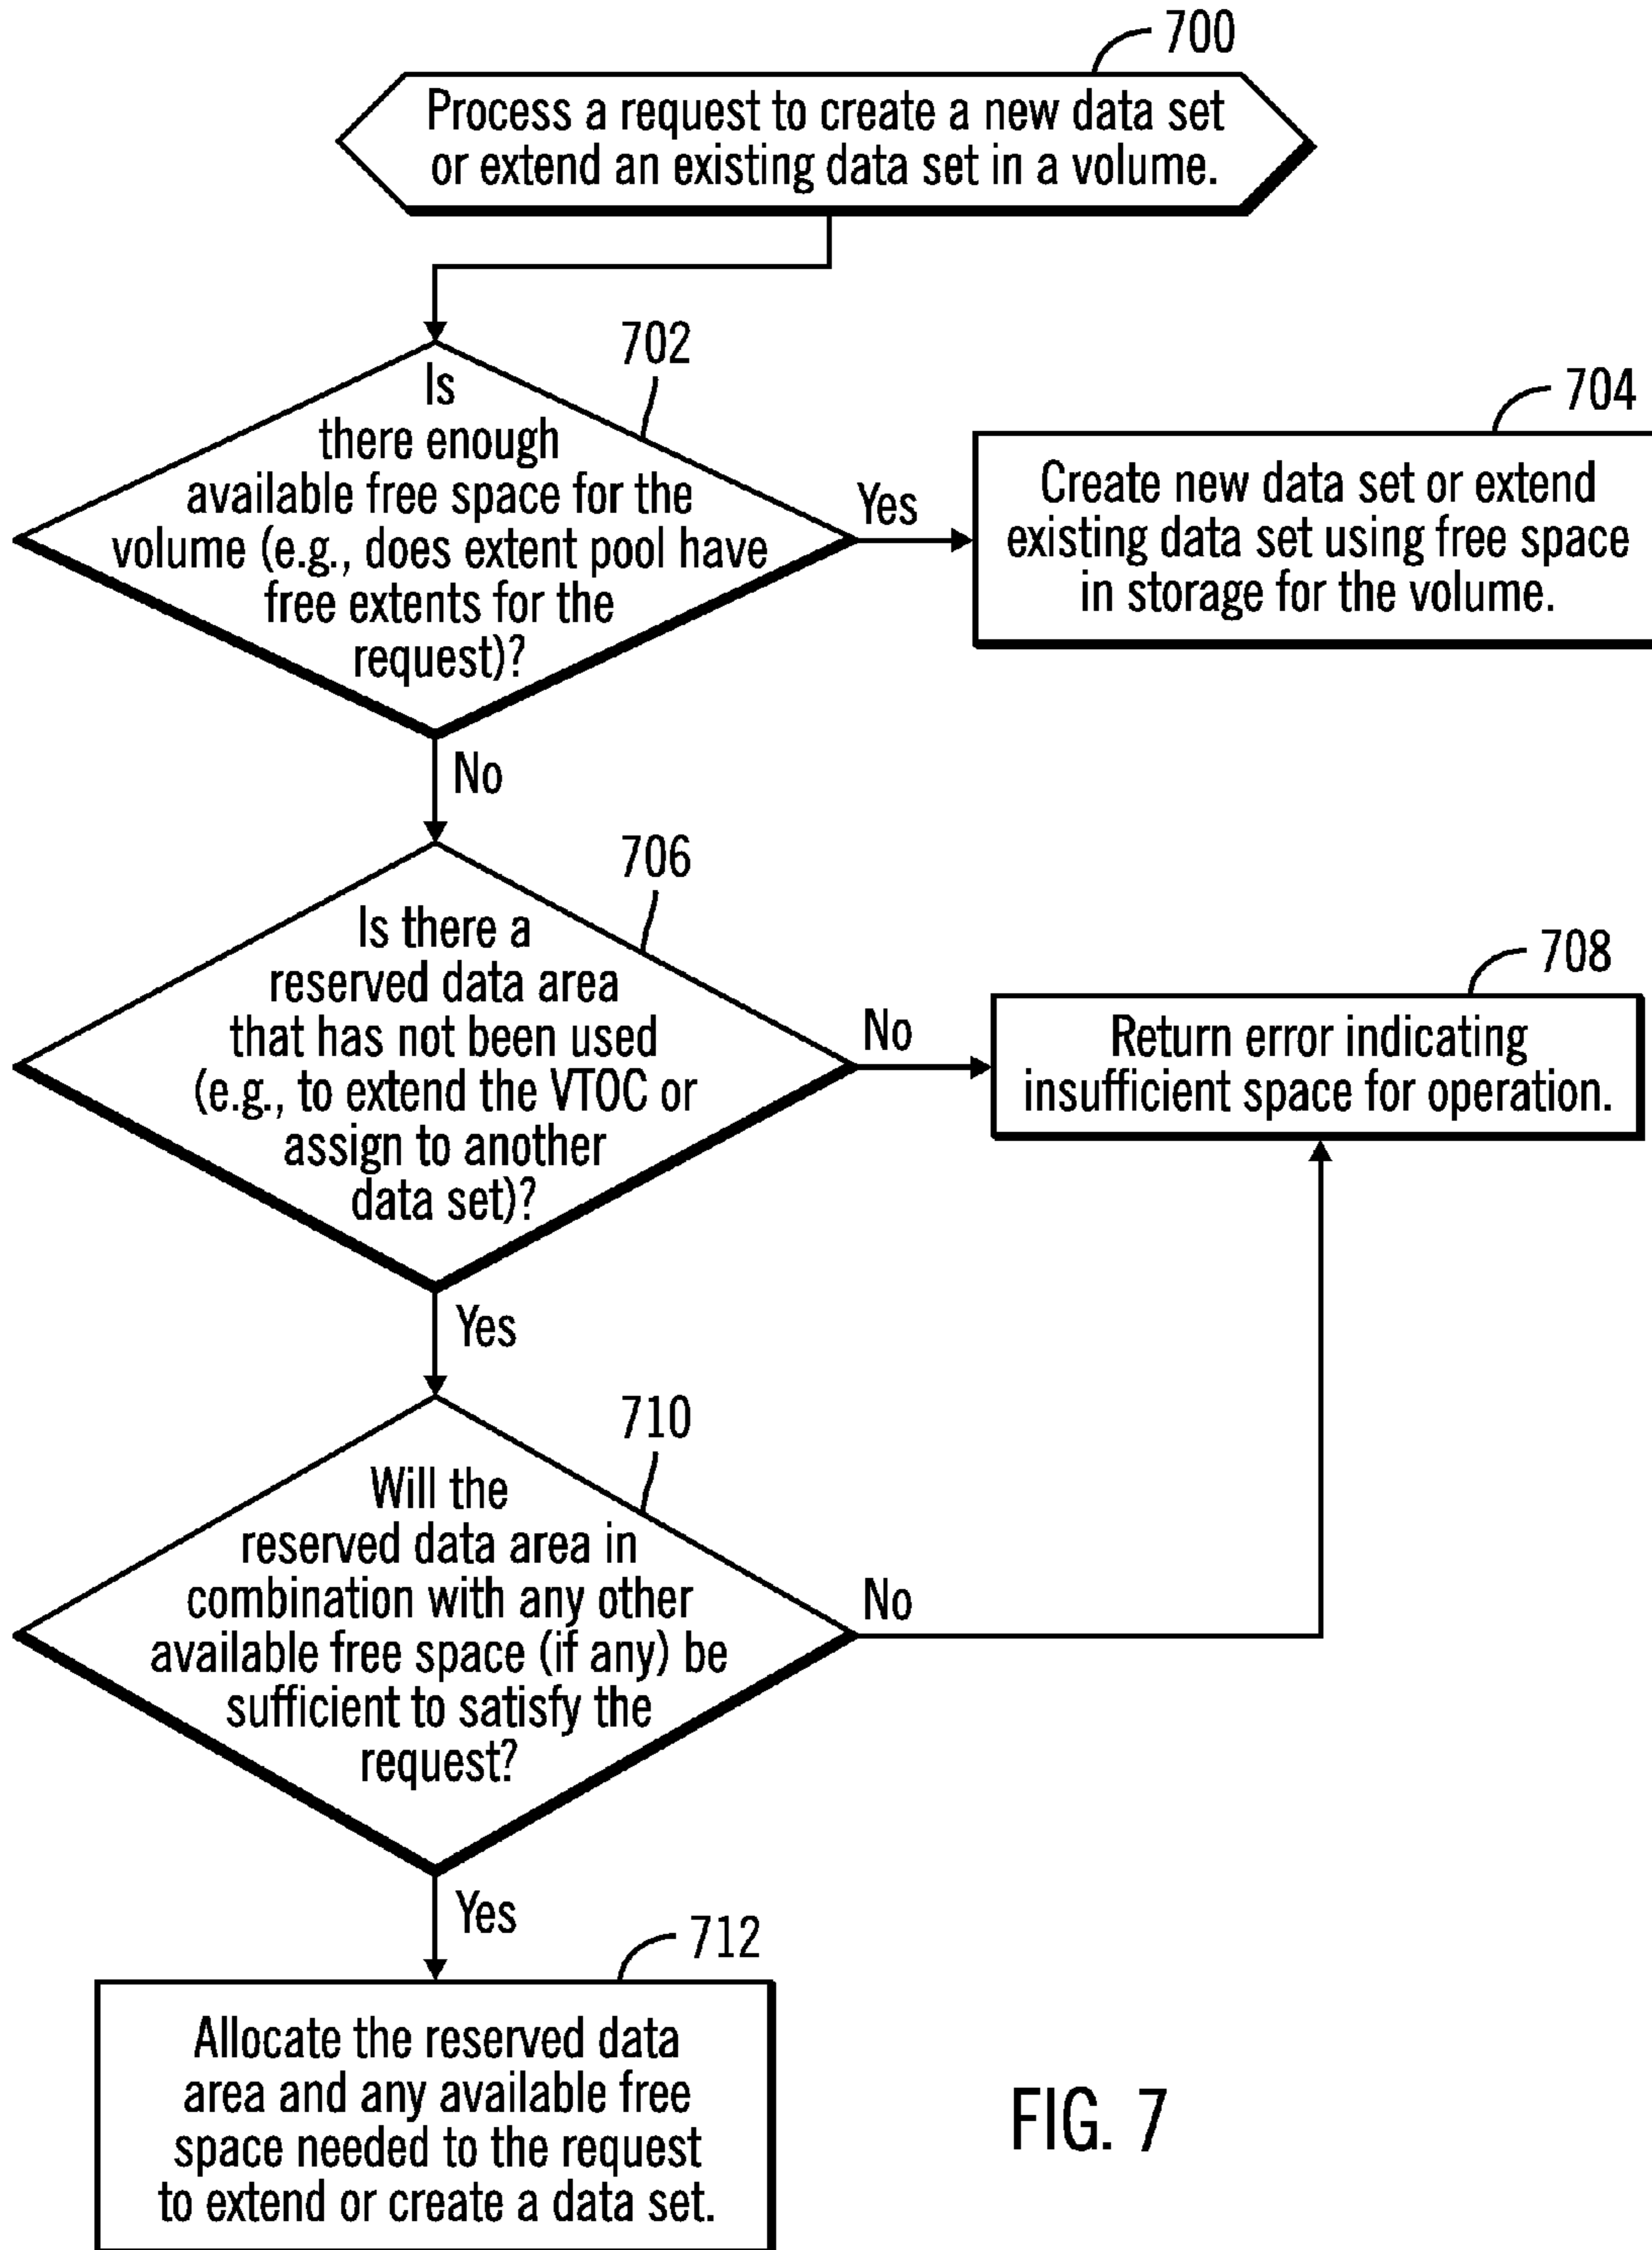 700
Process a request to create a new data set
or extend an existing data set in a volume.
702
Is
there enough
available free space for the
volume (e.g., does extent pool have
free extents for the
request)?
Yes
704
Create new data set or extend
existing data set using free space
in storage for the volume.
No
706
Is there a
reserved data area
that has not been used
(e.g., to extend the VTOC or
assign to another
data set)?
No
708
Return error indicating
insufficient space for operation.
Yes
710
Will the
reserved data area in
combination with any other
available free space (if any) be
sufficient to satisfy the
request?
No
Yes
712
Allocate the reserved data
area and any available free
space needed to the request
to extend or create a data set.
FIG. 7